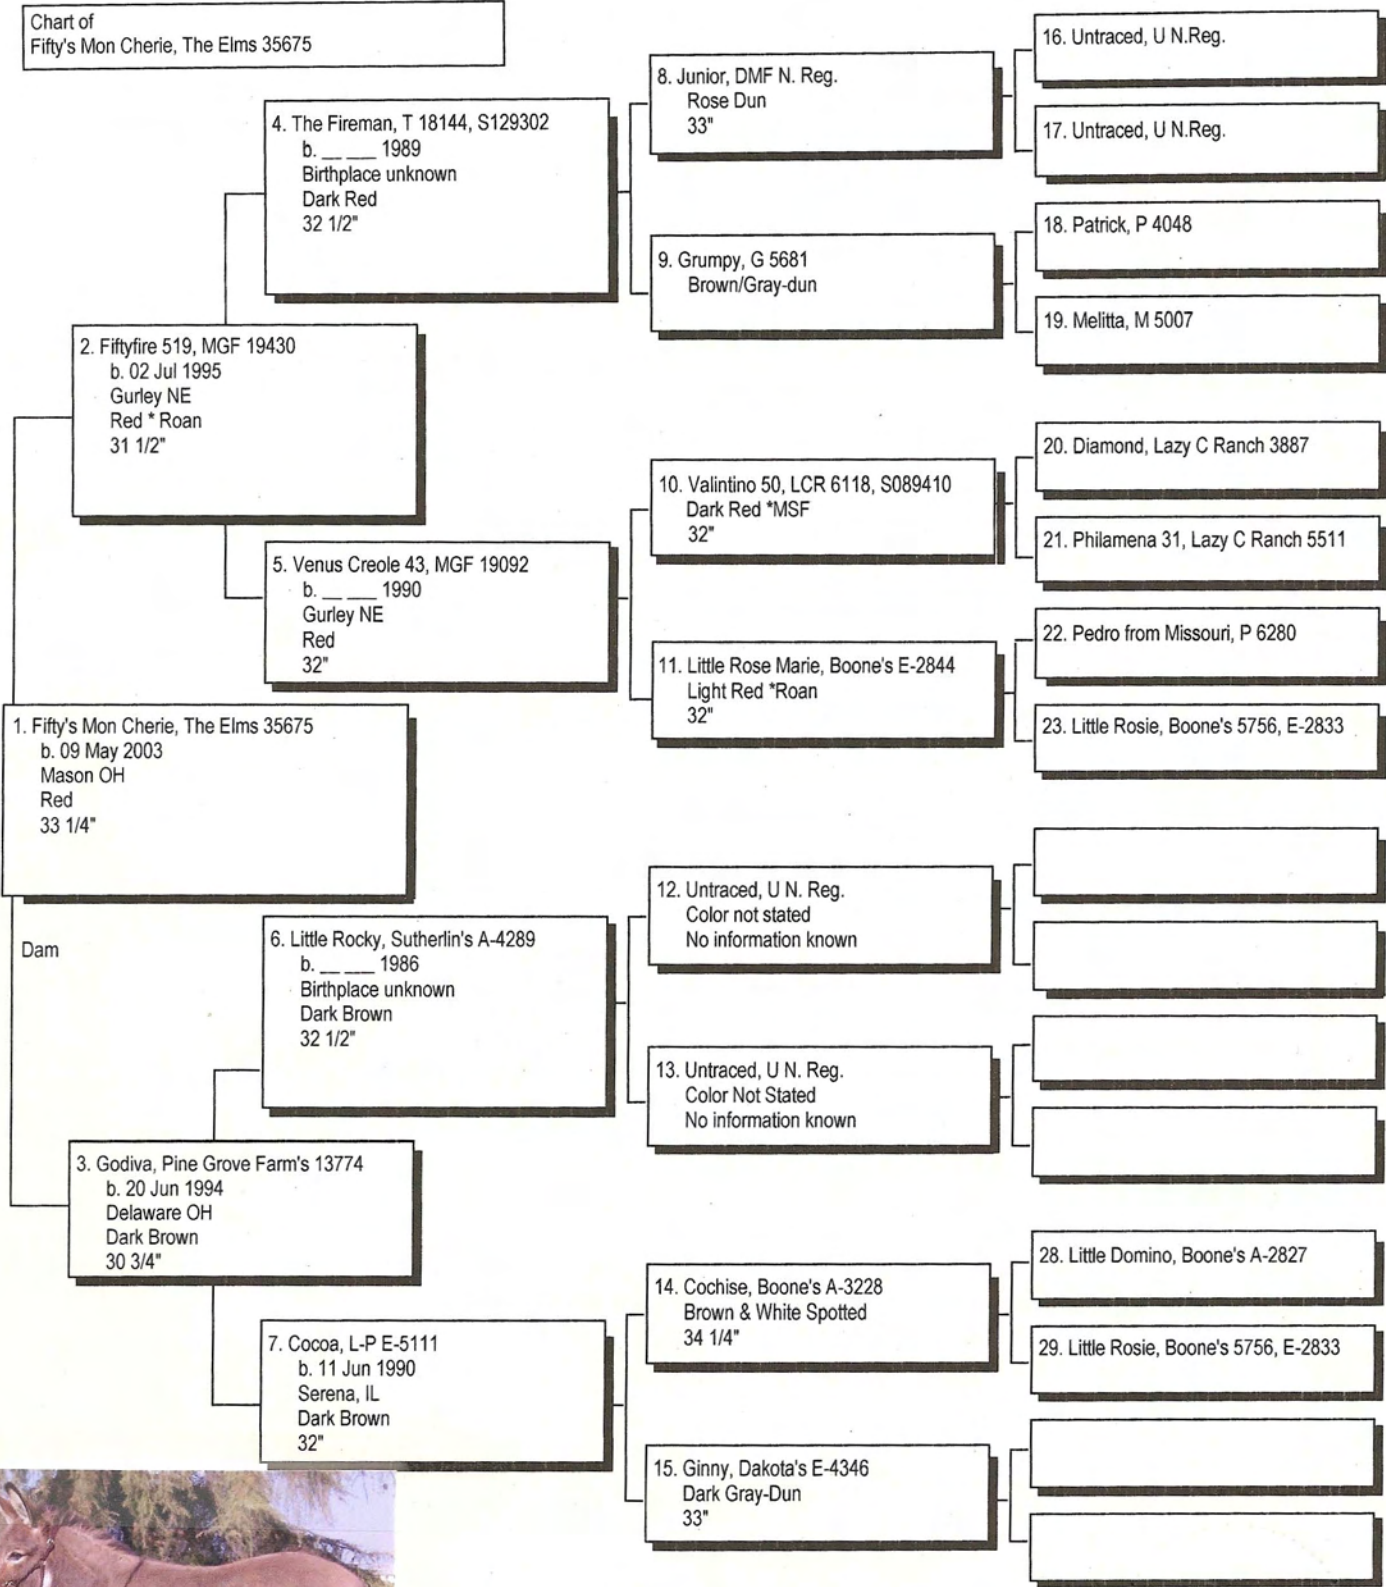 Chart of
Fifty's Mon Cherie, The Elms 35675
16. Untraced, U N.Reg.
8. Junior, DMF N. Reg.
Rose Dun
33"
17. Untraced, U N.Reg.
4. The Fireman, T 18144, S129302
b. __ ___ 1989
Birthplace unknown
Dark Red
32 1/2"
18. Patrick, P 4048
9. Grumpy, G 5681
Brown/Gray-dun
19. Melitta, M 5007
2. Fiftyfire 519, MGF 19430
b. 02 Jul 1995
Gurley NE
Red * Roan
31 1/2"
20. Diamond, Lazy C Ranch 3887
10. Valintino 50, LCR 6118, S089410
Dark Red *MSF
32"
21. Philamena 31, Lazy C Ranch 5511
5. Venus Creole 43, MGF 19092
b. __ ___ 1990
Gurley NE
Red
32"
22. Pedro from Missouri, P 6280
11. Little Rose Marie, Boone's E-2844
Light Red *Roan
32"
23. Little Rosie, Boone's 5756, E-2833
1. Fifty's Mon Cherie, The Elms 35675
b. 09 May 2003
Mason OH
Red
33 1/4"
Dam
12. Untraced, U N. Reg.
Color not stated
No information known
6. Little Rocky, Sutherlin's A-4289
b. __ ___ 1986
Birthplace unknown
Dark Brown
32 1/2"
13. Untraced, U N. Reg.
Color Not Stated
No information known
3. Godiva, Pine Grove Farm's 13774
b. 20 Jun 1994
Delaware OH
Dark Brown
30 3/4"
28. Little Domino, Boone's A-2827
14. Cochise, Boone's A-3228
Brown & White Spotted
34 1/4"
29. Little Rosie, Boone's 5756, E-2833
7. Cocoa, L-P E-5111
b. 11 Jun 1990
Serena, IL
Dark Brown
32"
15. Ginny, Dakota's E-4346
Dark Gray-Dun
33"